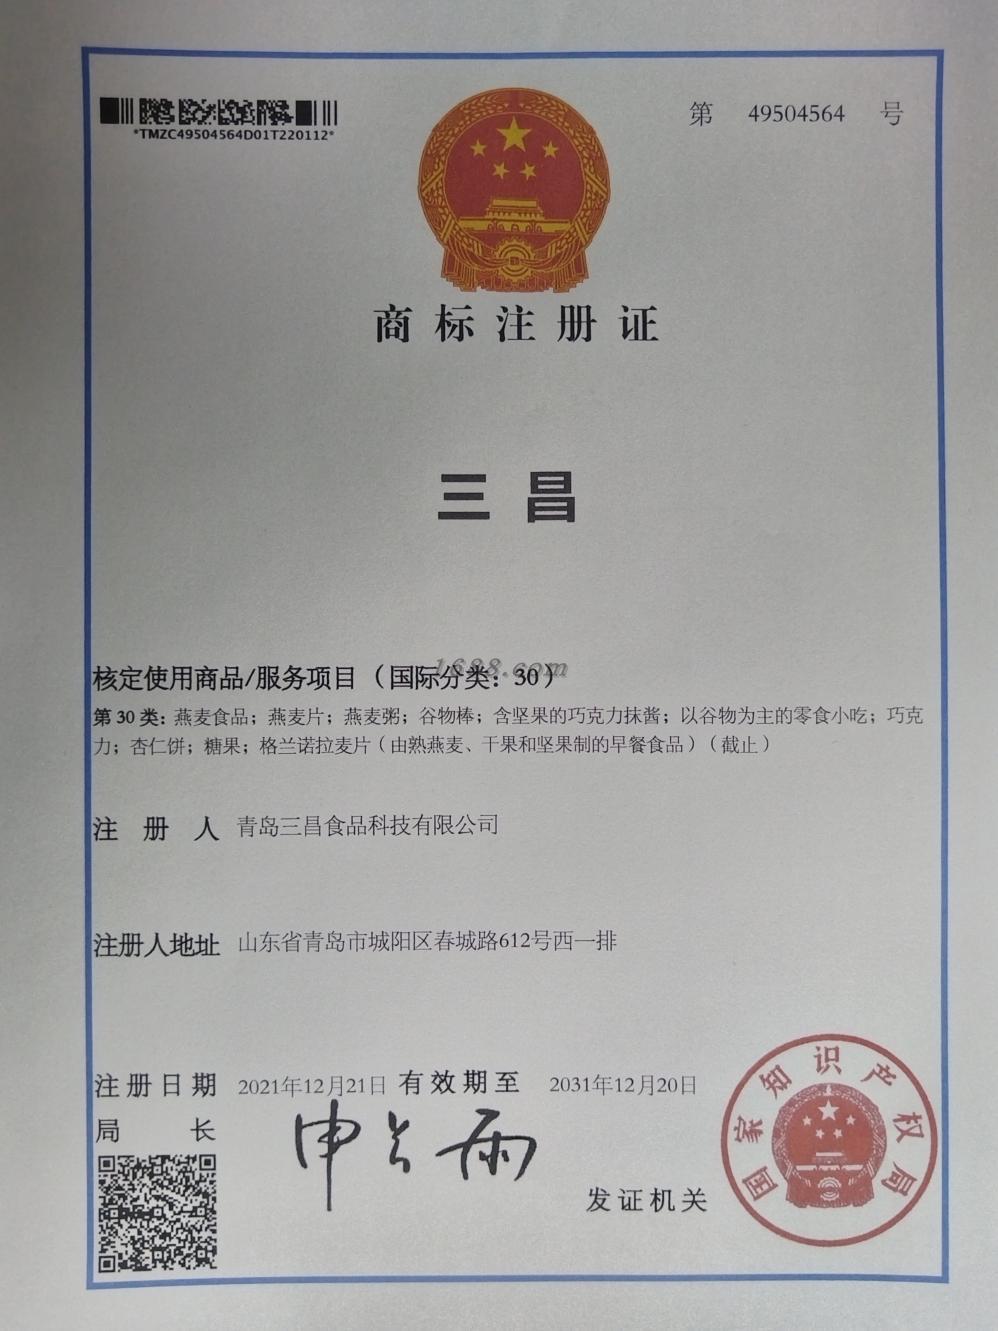 *TMZC49504564D01T220112*
第 49504564 号
商标注册证
三昌
1688.com
核定使用商品/服务项目（国际分类：30）
第 30 类：燕麦食品；燕麦片；燕麦粥；谷物棒；含坚果的巧克力抹酱；以谷物为主的零食小吃；巧克
力；杏仁饼；糖果；格兰诺拉麦片（由熟燕麦、干果和坚果制的早餐食品）（截止）
注册人 青岛三昌食品科技有限公司
注册人地址 山东省青岛市城阳区春城路612号西一排
注册日期 2021年12月21日 有效期至 2031年12月20日
局长 申长雨
发证机关
国家知识产权局